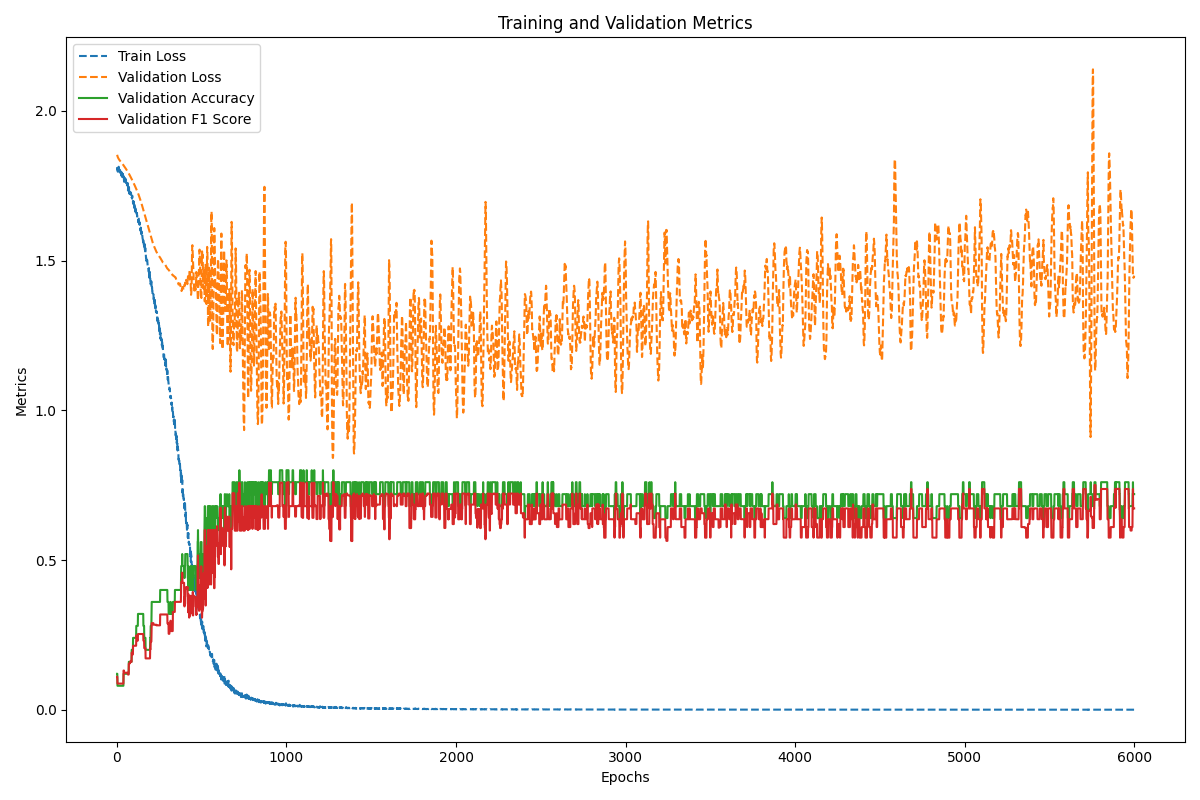 Training and Validation Metrics
Train Loss
Validation Loss
Validation Accuracy
Validation F1 Score
Metrics
2.0
1.5
1.0
0.5
0.0
0
1000
2000
3000
4000
5000
6000
Epochs